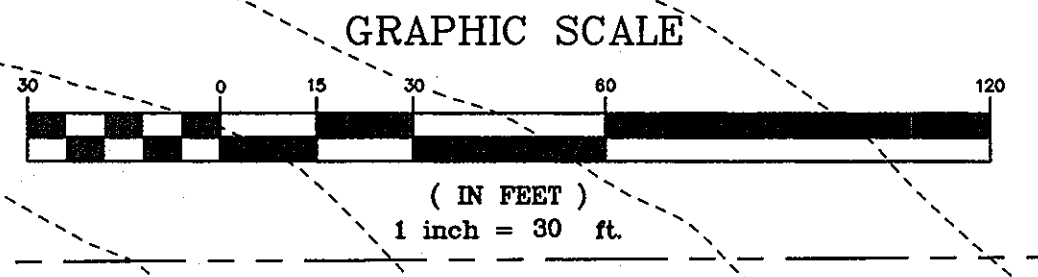 GRAPHIC SCALE
30 0 15 30 60 120
( IN FEET )
1 inch = 30 ft.